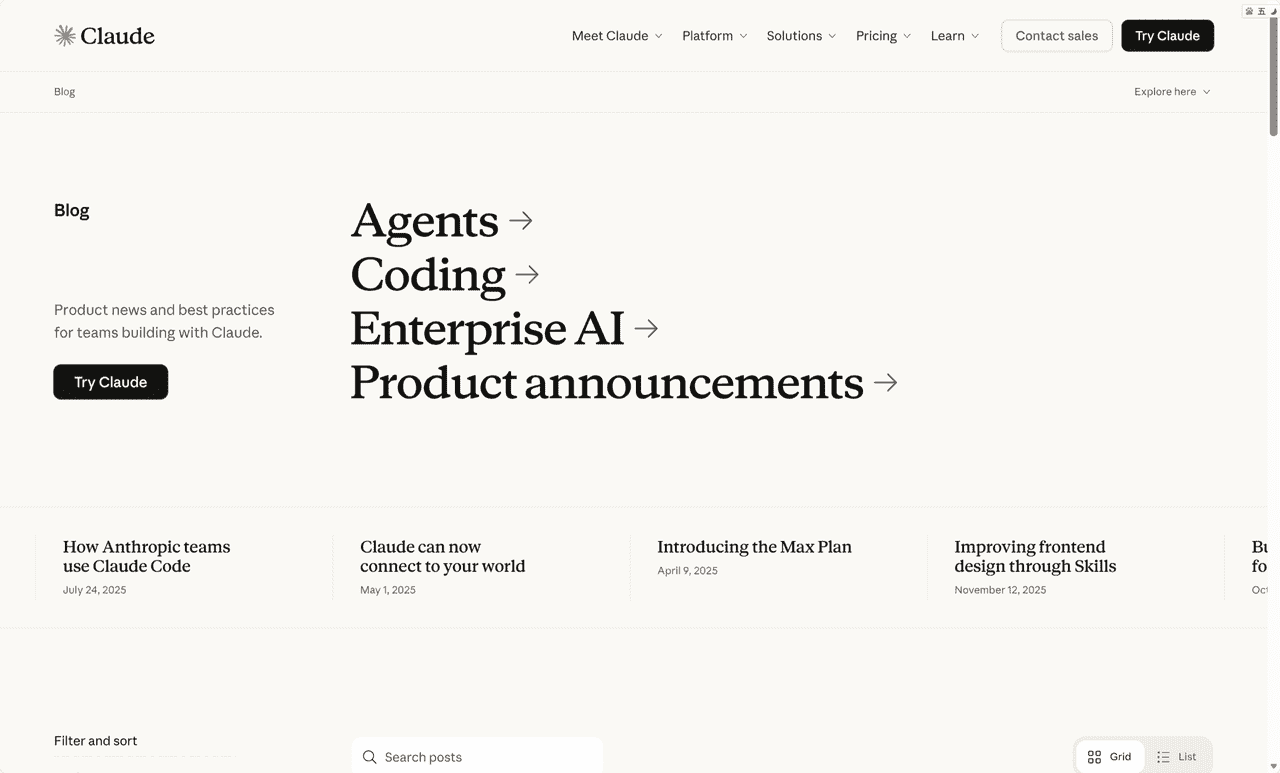 Claude
Meet Claude
Platform
Solutions
Pricing
Learn
Contact sales
Try Claude
Blog
Explore here
Blog
Product news and best practices
for teams building with Claude.
Try Claude
Agents →
Coding →
Enterprise AI →
Product announcements →
How Anthropic teams
use Claude Code
July 24, 2025
Claude can now
connect to your world
May 1, 2025
Introducing the Max Plan
April 9, 2025
Improving frontend
design through Skills
November 12, 2025
Filter and sort
Search posts
Grid
List